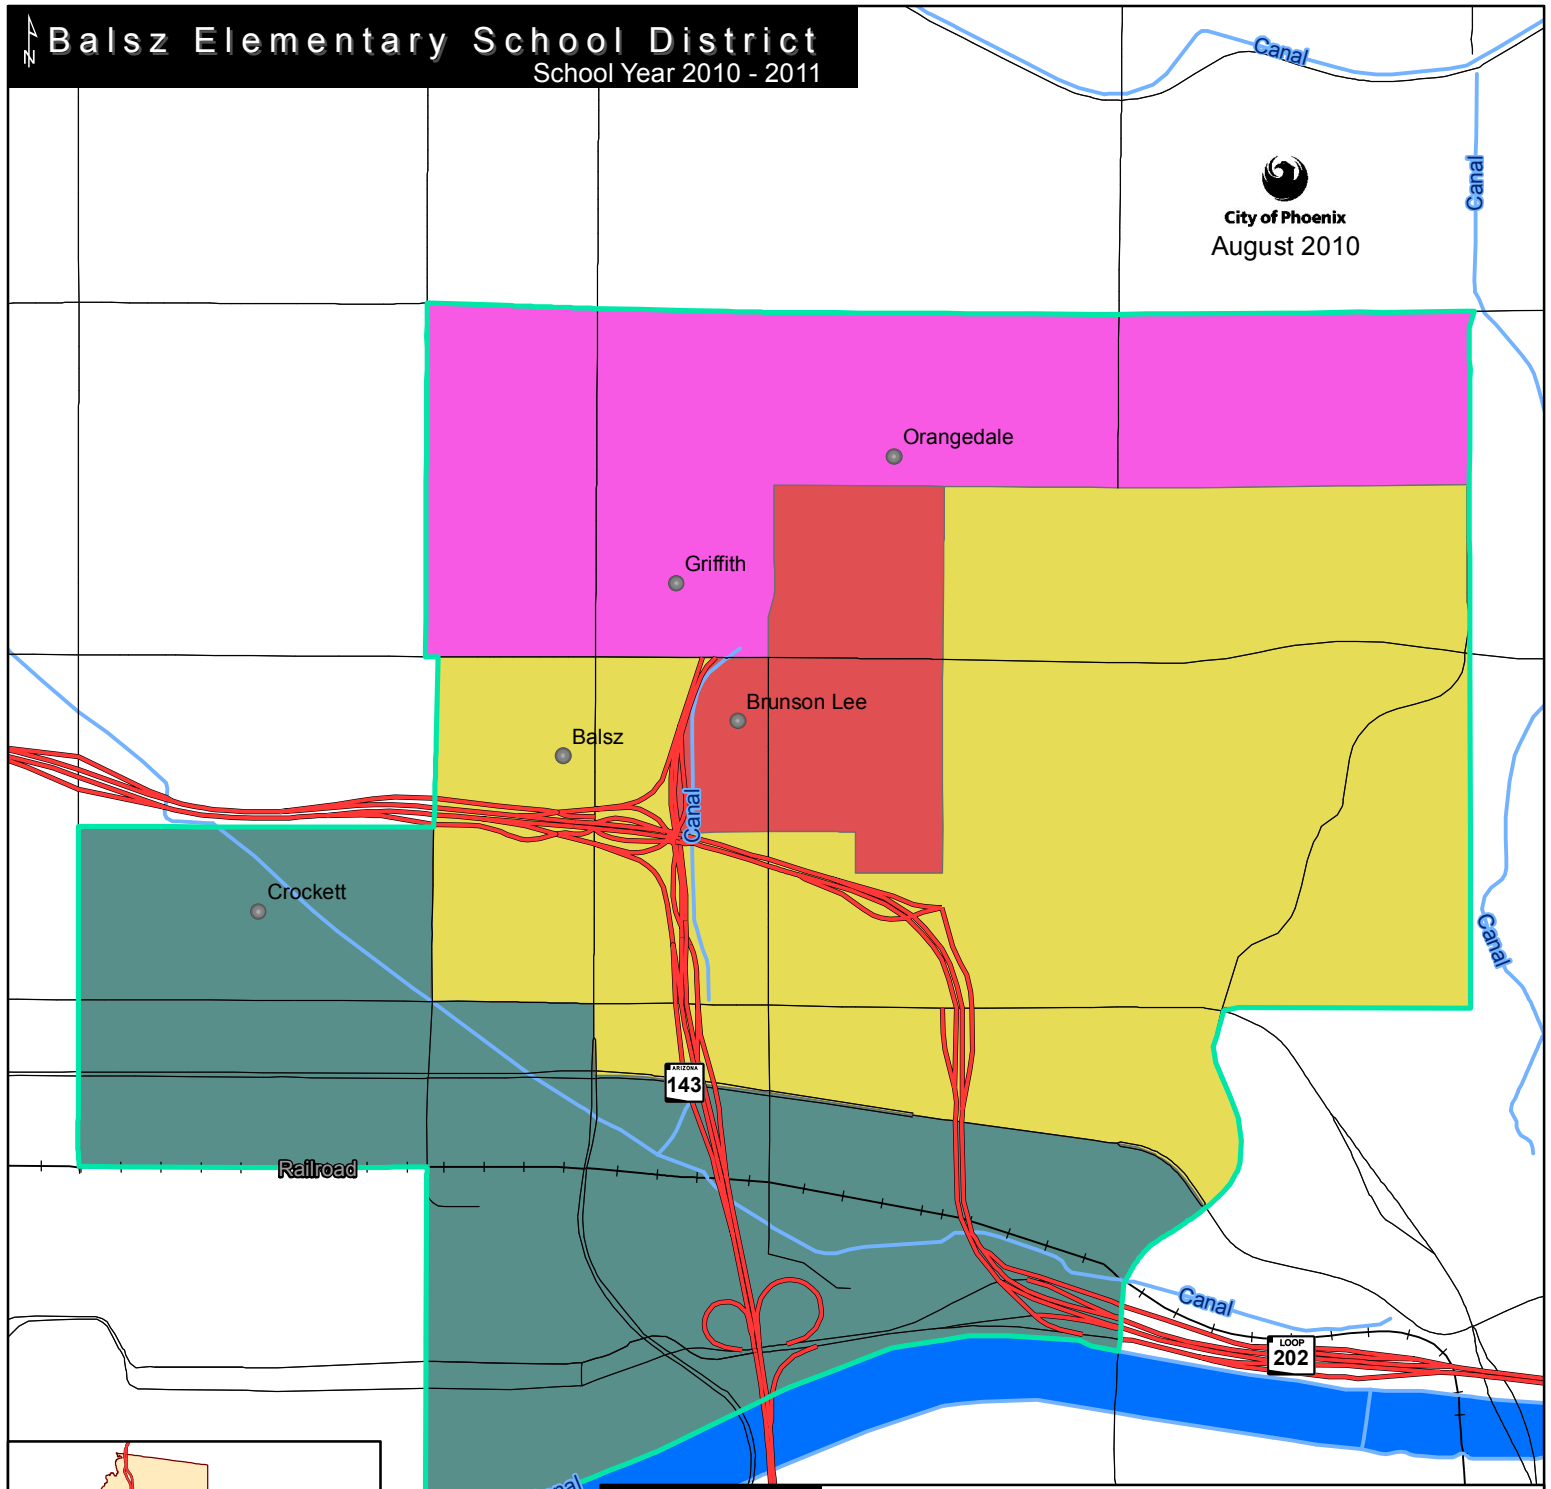 N
Balsz Elementary School District
School Year 2010 - 2011
Canal
Canal
City of Phoenix
August 2010
Orangedale
Griffith
Brunson Lee
Balsz
Canal
Crockett
Canal
ARIZONA
143
Railroad
Canal
LOOP
202